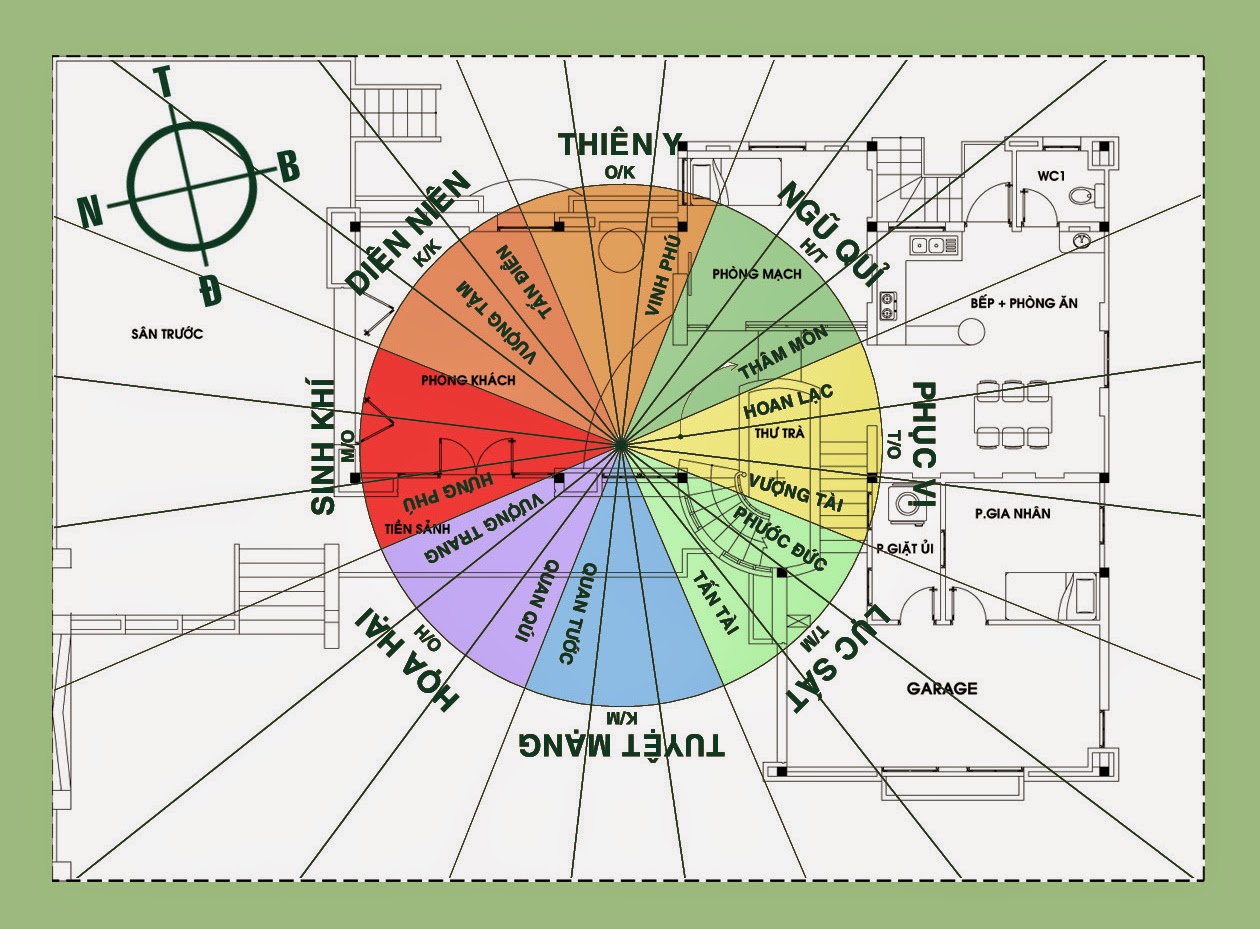 T
B
N
Đ
THIÊN Y
O/K
WC1
DIÊN NIÊN
K/K
NGŨ QUỈ
H/T
TẤN ĐIỀN
VƯỢNG TẦM
VINH PHÚ
PHÒNG MẠCH
BẾP + PHÒNG ĂN
SÂN TRƯỚC
THÂM MÔN
PHÒNG KHÁCH
HOAN LẠC
SINH KHÍ
M/O
THƯ TRÀ
T/O
PHỤC VỊ
HƯNG PHÚ
VƯỢNG TÀI
TIỀN SẢNH
VƯỢNG TRANG
PHƯỚC ĐỨC
P.GIA NHÂN
P.GIẶT ỦI
QUAN QÚI
QUAN TƯỚC
TẤN TÀI
HỌA HẠI
O/H
T/M
LỤC SÁT
GARAGE
K/M
TUYỆT MẠNG